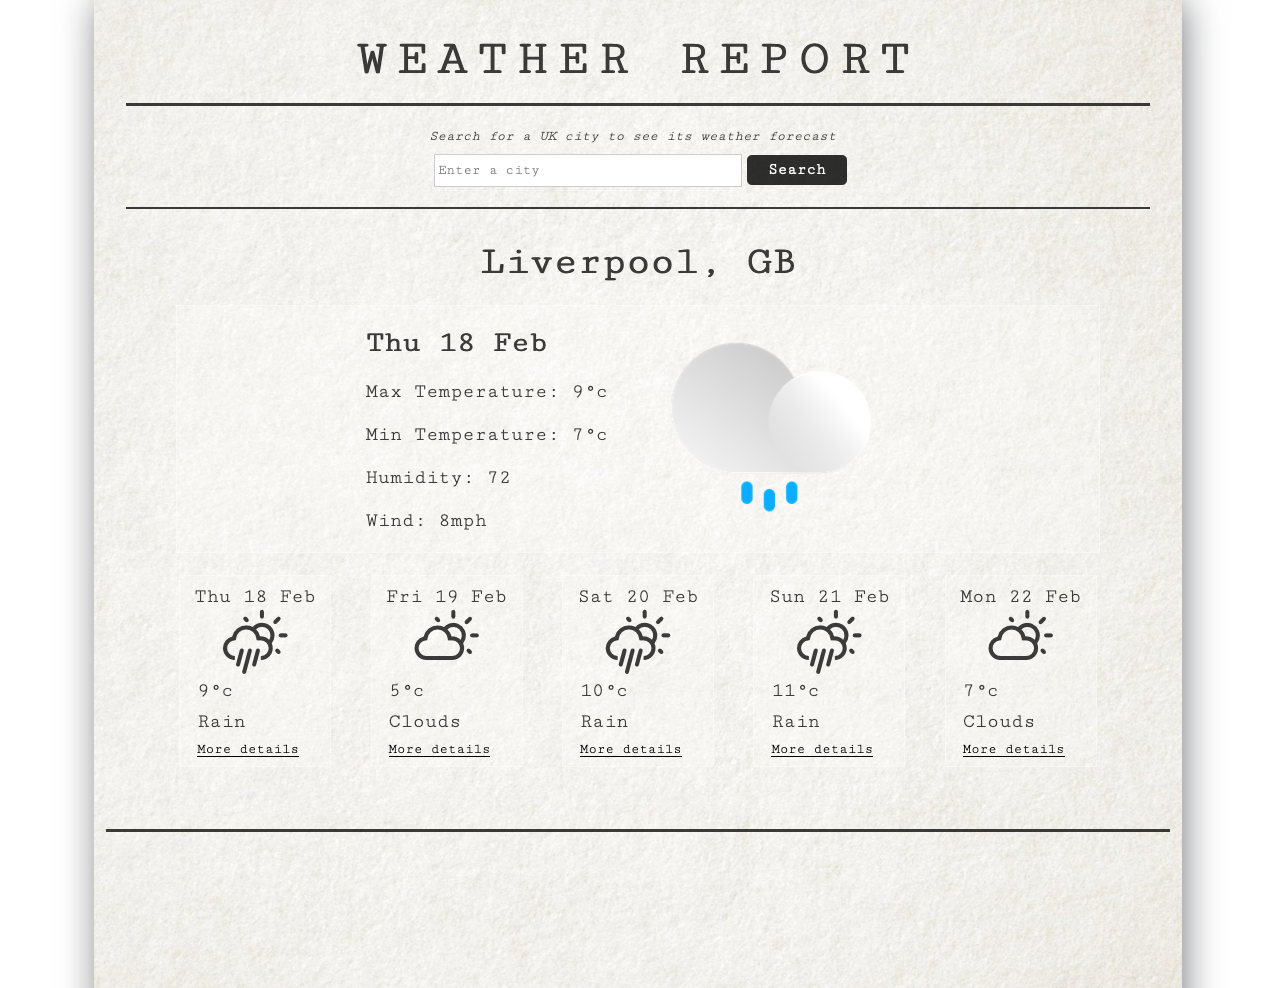 WEATHER REPORT
Search for a UK city to see its weather forecast
Enter a city
Search
Liverpool, GB
Thu 18 Feb
Max Temperature: 9°c
Min Temperature: 7°c
Humidity: 72
Wind: 8mph
Thu 18 Feb
9°c
Rain
More details
Fri 19 Feb
5°c
Clouds
More details
Sat 20 Feb
10°c
Rain
More details
Sun 21 Feb
11°c
Rain
More details
Mon 22 Feb
7°c
Clouds
More details